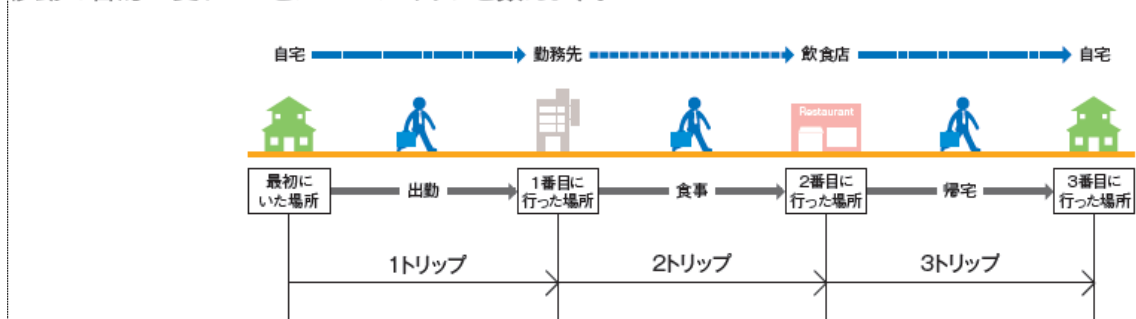 自宅 勤務先 飲食店 自宅
Restaurant
最初に
いた場所
出勤
1番目に
行った場所
食事
2番目に
行った場所
帰宅
3番目に
行った場所
1トリップ 2トリップ 3トリップ